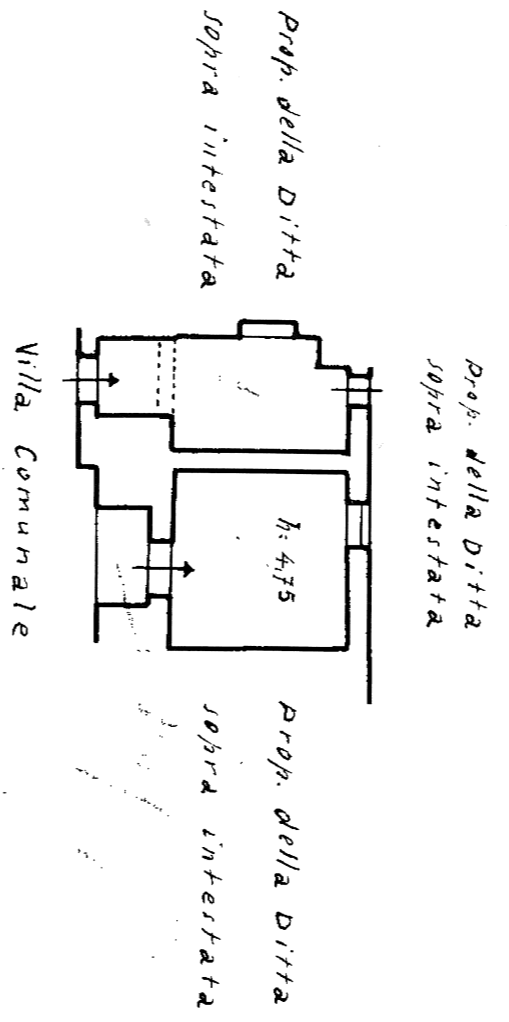 Prop. della Ditta
sopra intestata
Prop. della Ditta
sopra intestata
h: 4,75
Prop. della Ditta
sopra intestata
Villa Comunale